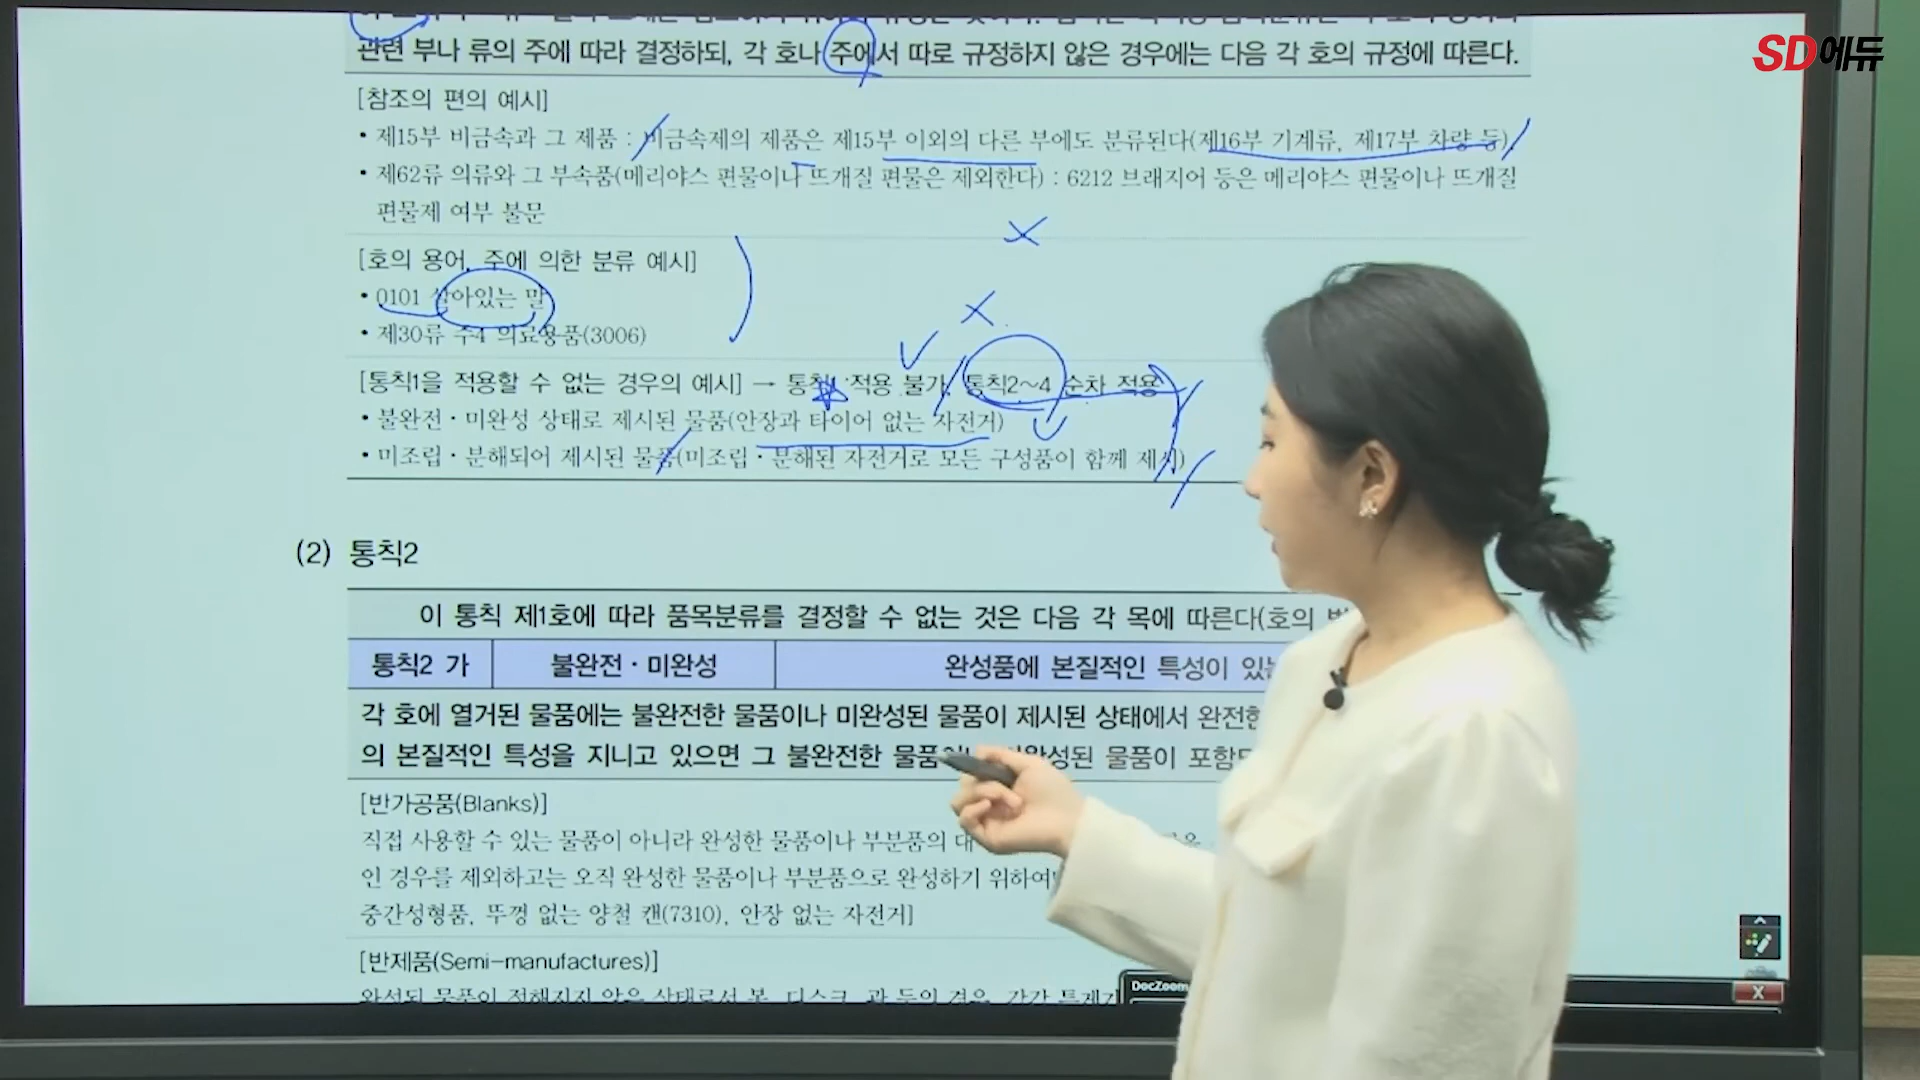 SD에듀
관련 부나 류의 주에 따라 결정하되, 각 호나 주에서 따로 규정하지 않은 경우에는 다음 각 호의 규정에 따른다.
[참조의 편의 예시]
• 제15부 비금속과 그 제품 : 비금속제의 제품은 제15부 이외의 다른 부에도 분류된다(제16부 기계류, 제17부 차량 등)
• 제62류 의류와 그 부속품(메리야스 편물이나 뜨개질 편물은 제외한다) : 6212 브래지어 등은 메리야스 편물이나 뜨개질
편물제 여부 불문
[호의 용어, 주에 의한 분류 예시]
• 0101 살아있는 말
• 제30류 주4 의료용품(3006)
[통칙1을 적용할 수 없는 경우의 예시] → 통칙1 적용 불가, 통칙2~4 순차 적용
• 불완전·미완성 상태로 제시된 물품(안장과 타이어 없는 자전거)
• 미조립·분해되어 제시된 물품(미조립·분해된 자전거로 모든 구성품이 함께 제시)
(2) 통칙2
이 통칙 제1호에 따라 품목분류를 결정할 수 없는 것은 다음 각 목에 따른다(호의
통칙2 가 불완전·미완성 완성품에 본질적인 특성이 있는
각 호에 열거된 물품에는 불완전한 물품이나 미완성된 물품이 제시된 상태에서 완전한
의 본질적인 특성을 지니고 있으면 그 불완전한 물품이나 미완성된 물품이 포함
[반가공품(Blanks)]
직접 사용할 수 있는 물품이 아니라 완성한 물품이나 부분품의 대
인 경우를 제외하고는 오직 완성한 물품이나 부분품으로 완성하기 위하여
중간성형품, 뚜껑 없는 양철 캔(7310), 안장 없는 자전거]
[반제품(Semi-manufactures)]
DocZoom
X